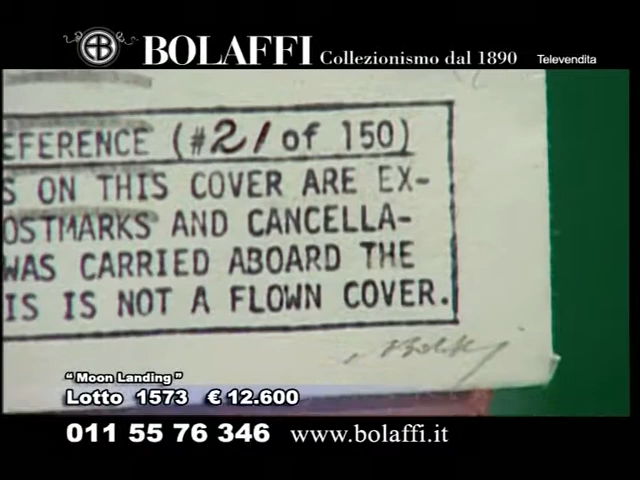 BOLAFFI Collezionismo dal 1890 Televendita
EFERENCE (#21 of 150)
S ON THIS COVER ARE EX-
OSTMARKS AND CANCELLA-
WAS CARRIED ABOARD THE
IS IS NOT A FLOWN COVER.
“ Moon Landing ”
Lotto 1573 € 12.600
011 55 76 346 www.bolaffi.it